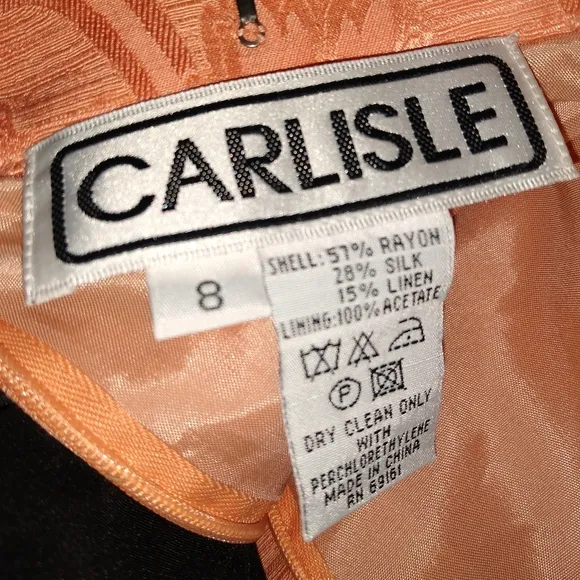 CARLISLE
8
SHELL: 57% RAYON
28% SILK
15% LINEN
LINING:100% ACETATE
P
DRY CLEAN ONLY
WITH
PERCHLORETHYLENE
MADE IN CHINA
RN 69161